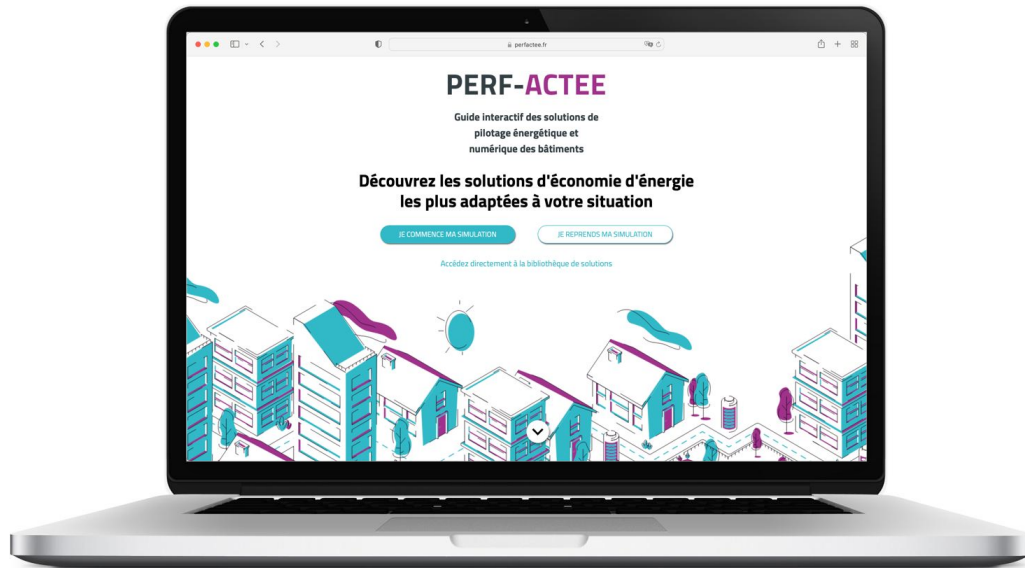 perfactee.fr
PERF-ACTEE
Guide interactif des solutions de
pilotage énergétique et
numérique des bâtiments
Découvrez les solutions d'économie d'énergie
les plus adaptées à votre situation
JE COMMENCE MA SIMULATION
JE REPRENDS MA SIMULATION
Accédez directement à la bibliothèque de solutions